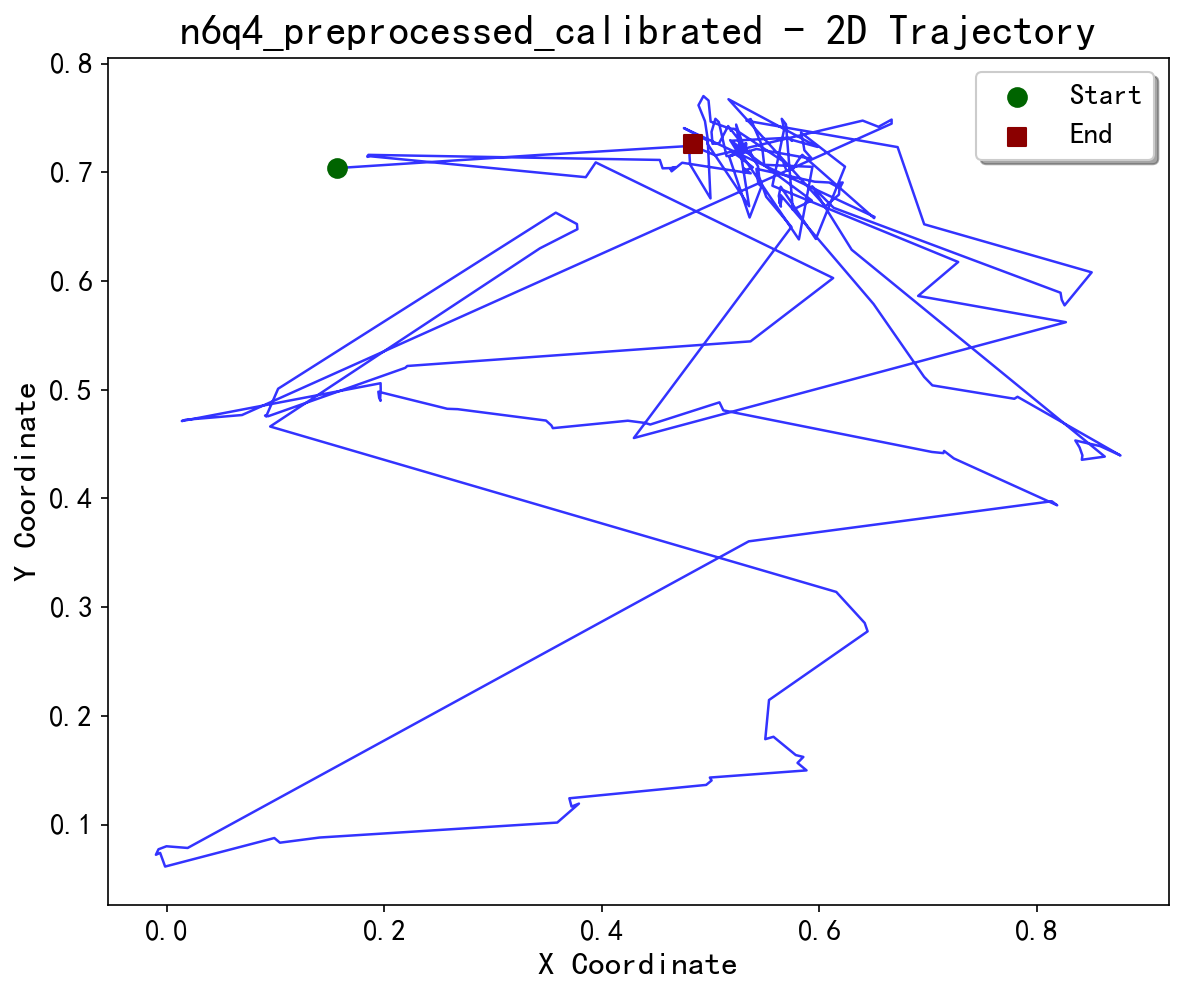 n6q4_preprocessed_calibrated - 2D Trajectory
Start
End
0.8
0.7
0.6
0.5
0.4
0.3
0.2
0.1
Y Coordinate
0.0 0.2 0.4 0.6 0.8
X Coordinate